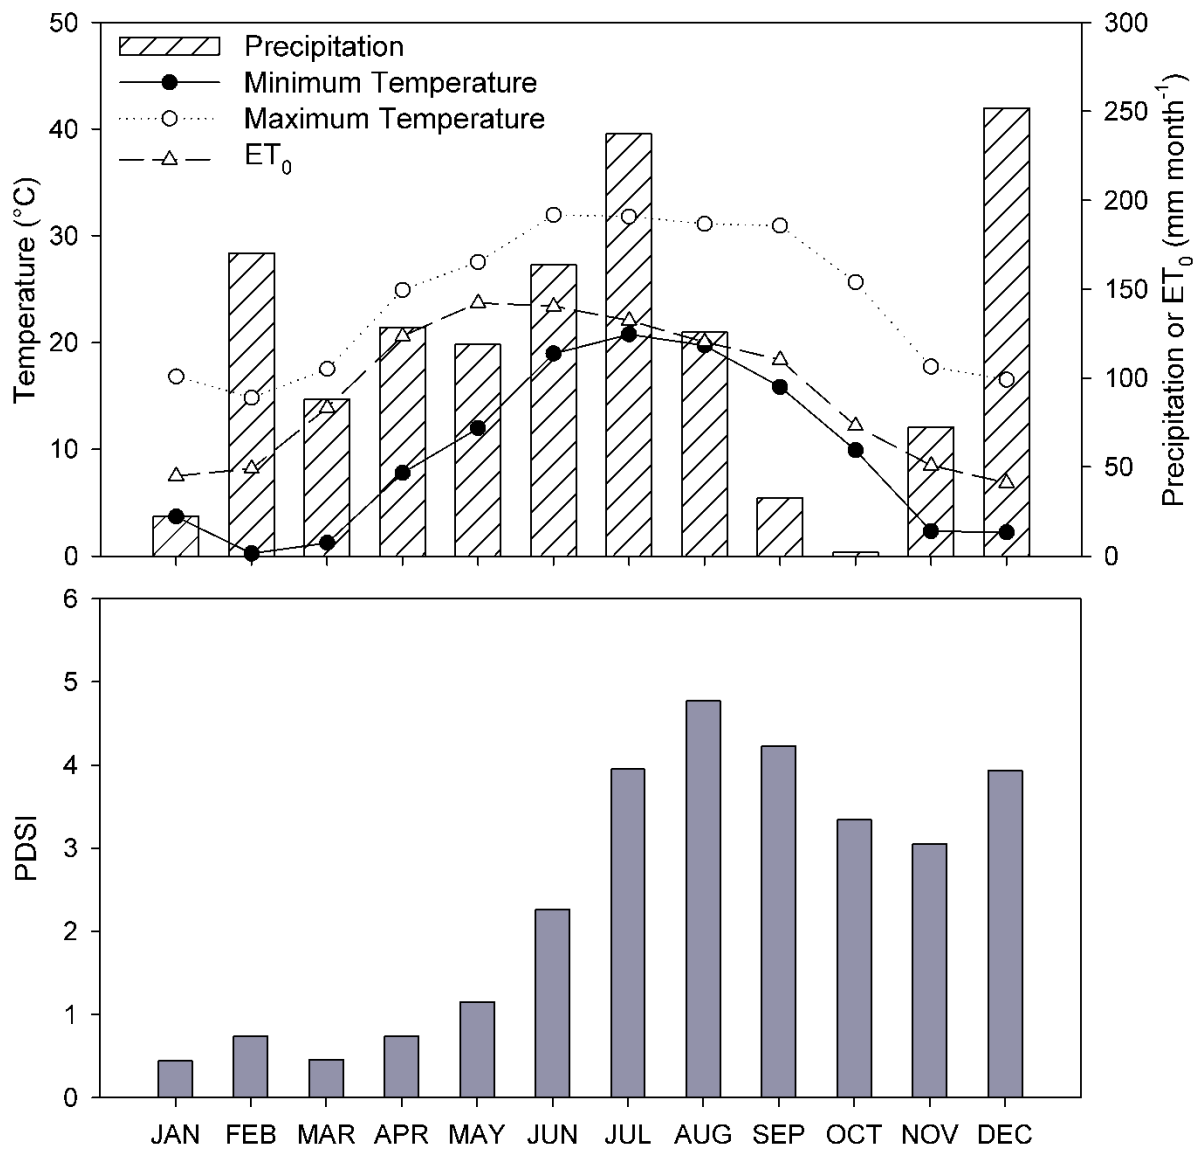 Precipitation
Minimum Temperature
Maximum Temperature
ET0
Temperature (°C)
50
40
30
20
10
0
Precipitation or ET0 (mm month-1)
300
250
200
150
100
50
0
PDSI
6
5
4
3
2
1
0
JAN FEB MAR APR MAY JUN JUL AUG SEP OCT NOV DEC